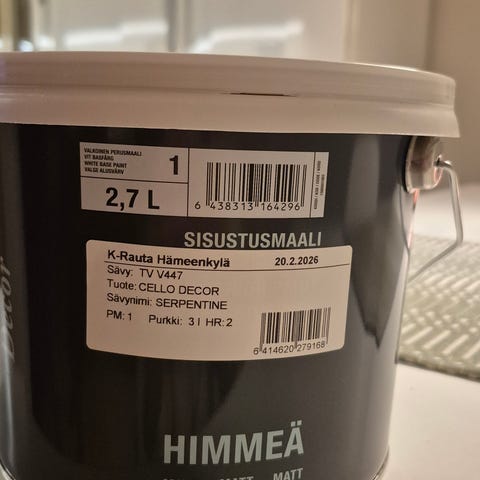 VALKOINEN PERUSMAALI
VIT BASFÄRG
WHITE BASE PAINT
VALGE ALUSVÄRV
1
2,7 L
6 438313 164296
SISUSTUSMAALI
K-Rauta Hämeenkylä 20.2.2026
Sävy: TV V447
Tuote: CELLO DECOR
Sävynimi: SERPENTINE
PM: 1 Purkki: 3 l HR: 2
6 414620 279168
Decor
HIMMEÄ
MATT